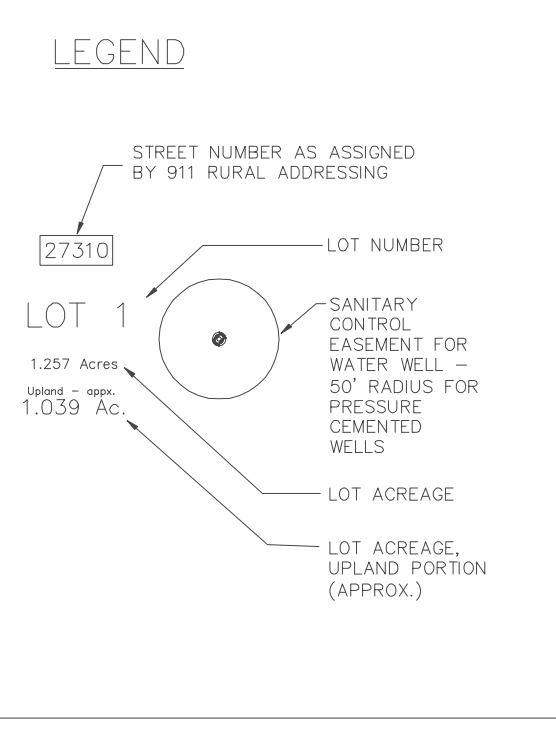 LEGEND
STREET NUMBER AS ASSIGNED
BY 911 RURAL ADDRESSING
27310
LOT NUMBER
LOT 1
SANITARY
CONTROL
EASEMENT FOR
WATER WELL –
50' RADIUS FOR
PRESSURE
CEMENTED
WELLS
1.257 Acres
Upland – appx.
1.039 Ac.
LOT ACREAGE
LOT ACREAGE,
UPLAND PORTION
(APPROX.)